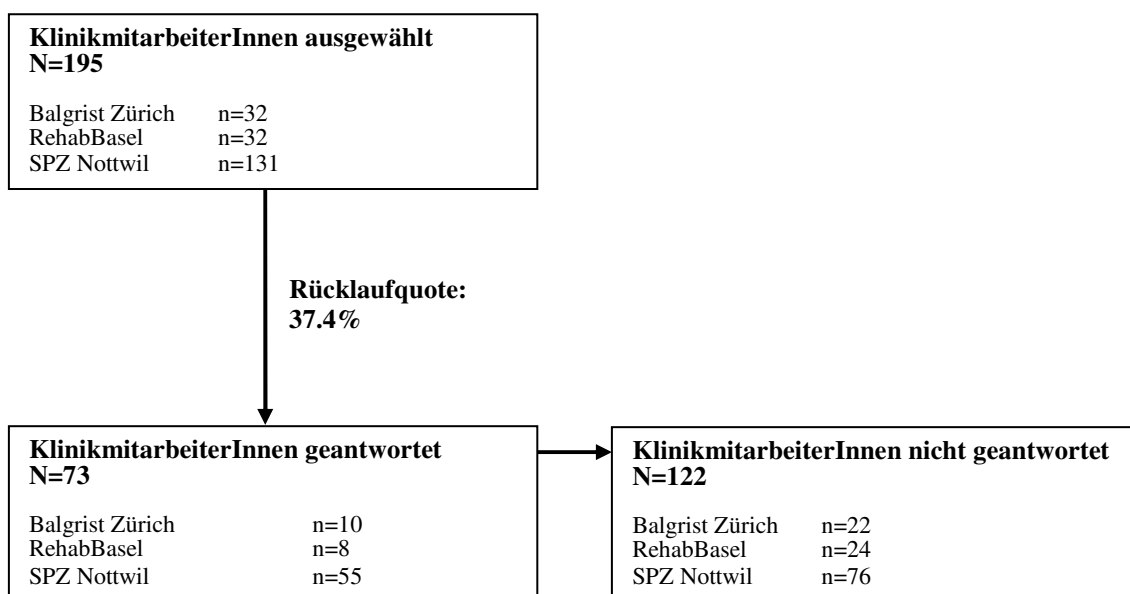 KlinikmitarbeiterInnen ausgewählt
N=195
Balgrist Zürich n=32
RehabBasel n=32
SPZ Nottwil n=131
Rücklaufquote:
37.4%
KlinikmitarbeiterInnen geantwortet
N=73
Balgrist Zürich n=10
RehabBasel n=8
SPZ Nottwil n=55
KlinikmitarbeiterInnen nicht geantwortet
N=122
Balgrist Zürich n=22
RehabBasel n=24
SPZ Nottwil n=76